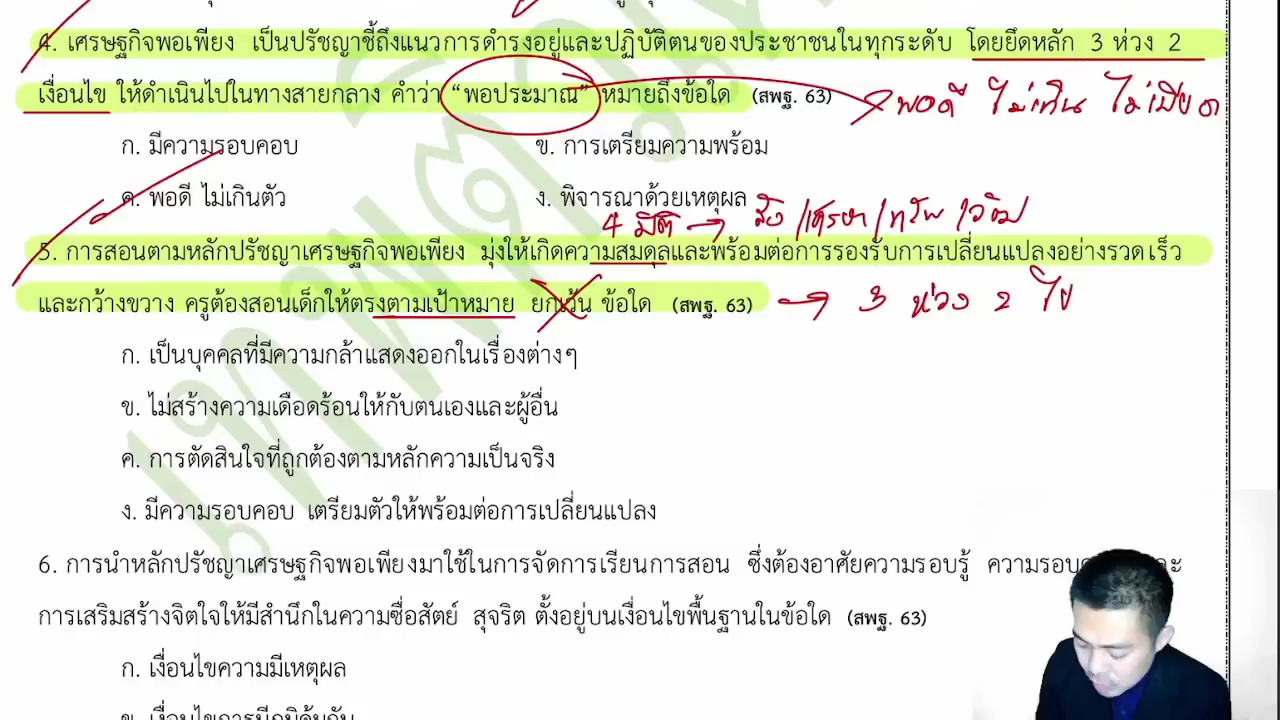 4. เศรษฐกิจพอเพียง เป็นปรัชญาชี้ถึงแนวการดำรงอยู่และปฏิบัติตนของประชาชนในทุกระดับ โดยยึดหลัก 3 ห่วง 2
เงื่อนไข ให้ดำเนินไปในทางสายกลาง คำว่า “พอประมาณ” หมายถึงข้อใด (สพฐ. 63)
พอดี ไม่เกิน ไม่เบียด
ก. มีความรอบคอบ ข. การเตรียมความพร้อม
ค. พอดี ไม่เกินตัว ง. พิจารณาด้วยเหตุผล
4 มิติ → สิ่ง /เศรษ /
5. การสอนตามหลักปรัชญาเศรษฐกิจพอเพียง มุ่งให้เกิดความสมดุลและพร้อมต่อการรองรับการเปลี่ยนแปลงอย่างรวดเร็ว
และกว้างขวาง ครูต้องสอนเด็กให้ตรงตามเป้าหมาย ยกเว้น ข้อใด (สพฐ. 63) → 3 ห่วง 2 ไข
ก. เป็นบุคคลที่มีความกล้าแสดงออกในเรื่องต่างๆ
ข. ไม่สร้างความเดือดร้อนให้กับตนเองและผู้อื่น
ค. การตัดสินใจที่ถูกต้องตามหลักความเป็นจริง
ง. มีความรอบคอบ เตรียมตัวให้พร้อมต่อการเปลี่ยนแปลง
6. การนำหลักปรัชญาเศรษฐกิจพอเพียงมาใช้ในการจัดการเรียนการสอน ซึ่งต้องอาศัยความรอบรู้
การเสริมสร้างจิตใจให้มีสำนึกในความซื่อสัตย์ สุจริต ตั้งอยู่บนเงื่อนไขพื้นฐานในข้อใด (สพฐ. 63)
ก. เงื่อนไขความมีเหตุผล
ข. เงื่อนไขการมีภูมิคุ้มกัน